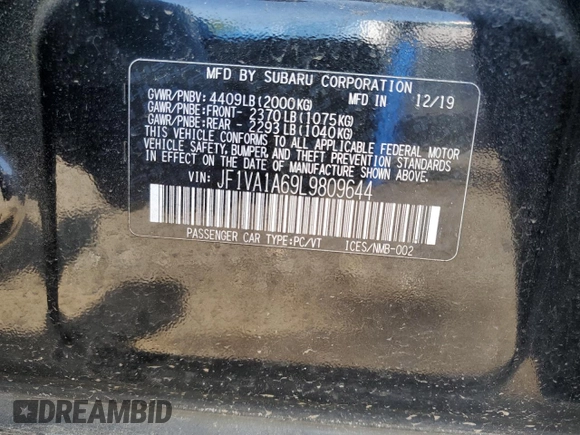 MFD BY SUBARU CORPORATION
GVWR/PNBV: 4409LB(2000KG) MFD IN 12/19
GAWR/PNBE:FRONT- 2370LB(1075KG)
GAWR/PNBE:REAR - 2293LB(1040KG)
THIS VEHICLE CONFORMS TO ALL APPLICABLE FEDERAL MOTOR
VEHICLE SAFETY, BUMPER, AND THEFT PREVENTION STANDARDS
IN EFFECT ON THE DATE OF MANUFACTURE SHOWN ABOVE.
VIN: JF1VA1A69L9809644
PASSENGER CAR TYPE:PC/VT ICES/NMB-002
DREAMBID